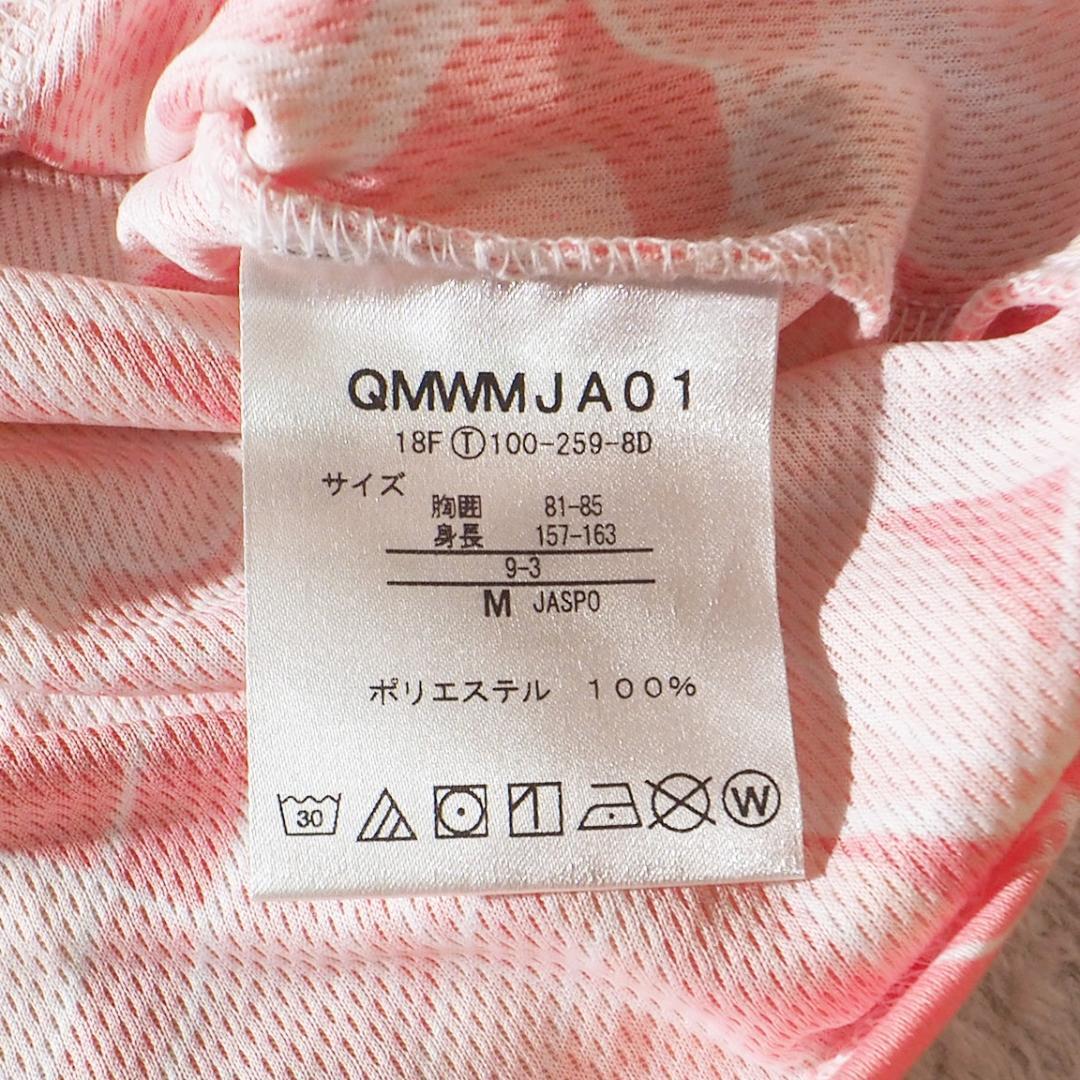 QMWMJA01
18F Ⓣ100-259-8D
サイズ
胸囲 81-85
身長 157-163
9-3
M JASPO
ポリエステル 100%
30 W